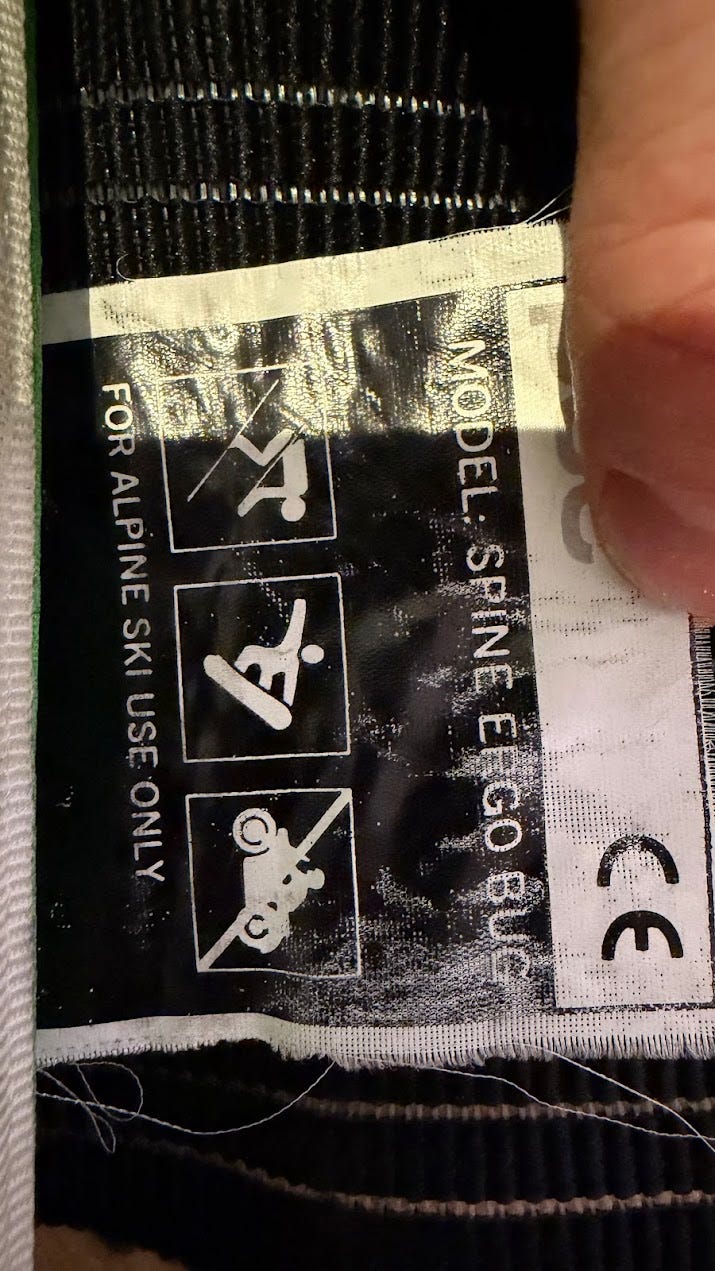 CE
MODEL: SPINE ERGO BUG
FOR ALPINE SKI USE ONLY